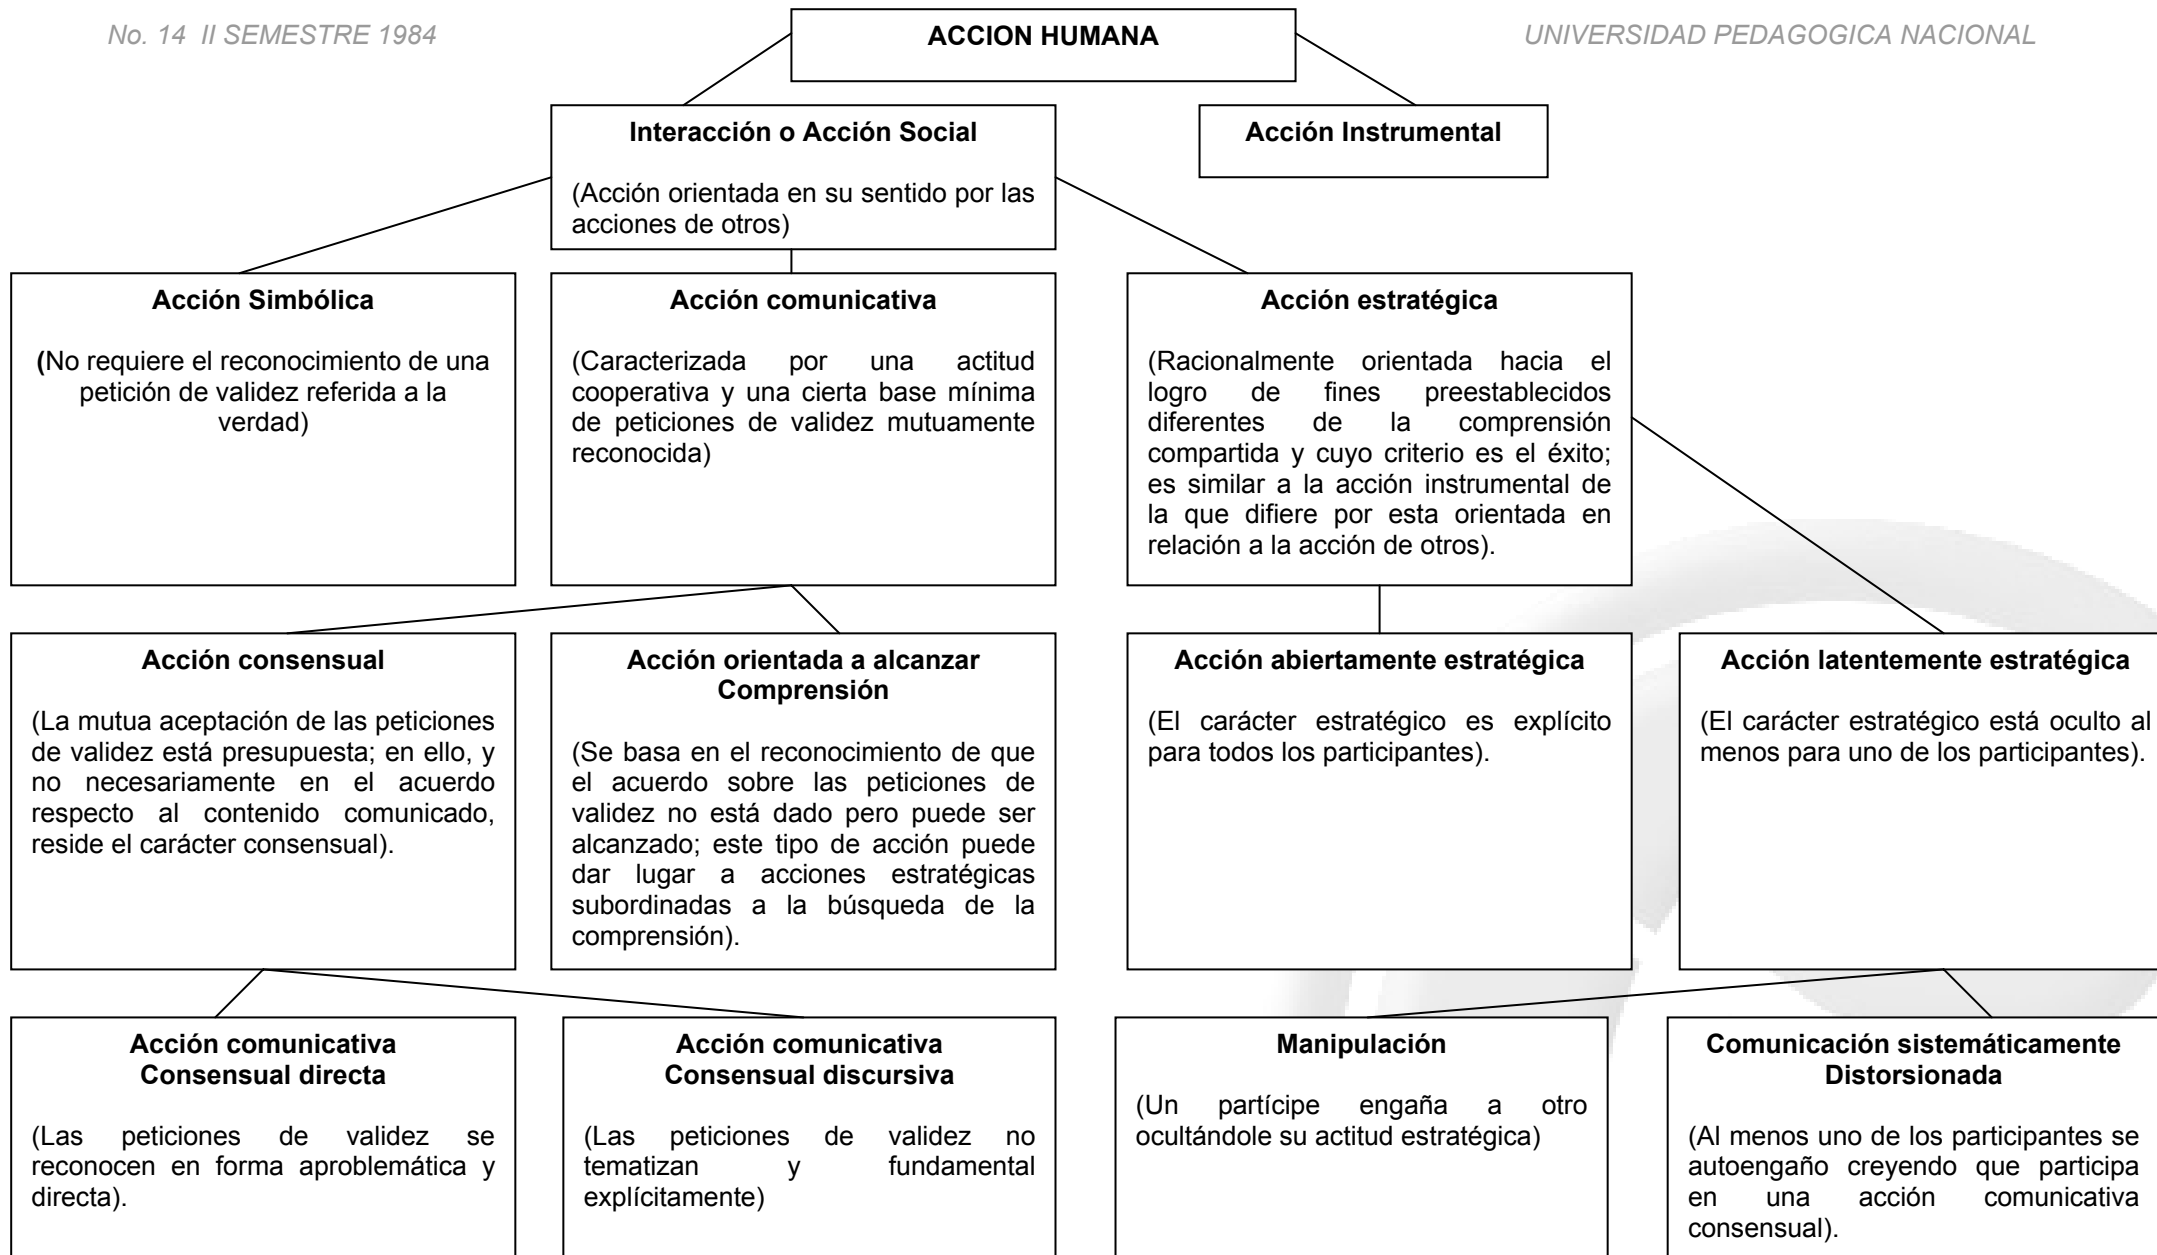 No. 14 II SEMESTRE 1984
UNIVERSIDAD PEDAGOGICA NACIONAL
ACCION HUMANA
Interacción o Acción Social
(Acción orientada en su sentido por las
acciones de otros)
Acción Instrumental
Acción Simbólica
(No requiere el reconocimiento de una
petición de validez referida a la
verdad)
Acción comunicativa
(Caracterizada por una actitud
cooperativa y una cierta base mínima
de peticiones de validez mutuamente
reconocida)
Acción estratégica
(Racionalmente orientada hacia el
logro de fines preestablecidos
diferentes de la comprensión
compartida y cuyo criterio es el éxito;
es similar a la acción instrumental de
la que difiere por esta orientada en
relación a la acción de otros).
Acción consensual
(La mutua aceptación de las peticiones
de validez está presupuesta; en ello, y
no necesariamente en el acuerdo
respecto al contenido comunicado,
reside el carácter consensual).
Acción orientada a alcanzar
Comprensión
(Se basa en el reconocimiento de que
el acuerdo sobre las peticiones de
validez no está dado pero puede ser
alcanzado; este tipo de acción puede
dar lugar a acciones estratégicas
subordinadas a la búsqueda de la
comprensión).
Acción abiertamente estratégica
(El carácter estratégico es explícito
para todos los participantes).
Acción latentemente estratégica
(El carácter estratégico está oculto al
menos para uno de los participantes).
Acción comunicativa
Consensual directa
(Las peticiones de validez se
reconocen en forma aproblemática y
directa).
Acción comunicativa
Consensual discursiva
(Las peticiones de validez no
tematizan y fundamental
explícitamente)
Manipulación
(Un partícipe engaña a otro
ocultándole su actitud estratégica)
Comunicación sistemáticamente
Distorsionada
(Al menos uno de los participantes se
autoengaño creyendo que participa
en una acción comunicativa
consensual).